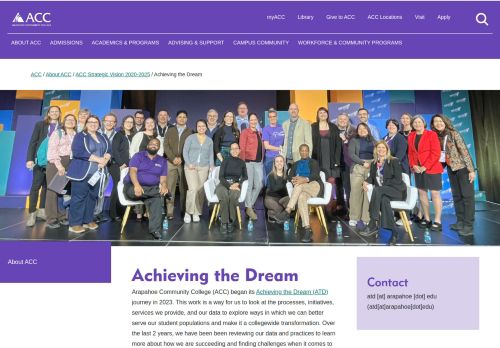 ACC
myACC Library Give to ACC ACC Locations Visit Apply
ABOUT ACC ADMISSIONS ACADEMICS & PROGRAMS ADVISING & SUPPORT CAMPUS COMMUNITY WORKFORCE & COMMUNITY PROGRAMS
ACC / About ACC / ACC Strategic Vision 2020-2025 / Achieving the Dream
About ACC
Achieving the Dream
Arapahoe Community College (ACC) began its Achieving the Dream (ATD)
journey in 2023. This work is a way for us to look at the processes, initiatives,
services we provide, and our data to explore ways in which we can better
serve our student populations and make it a collegewide transformation. Over
the last 2 years, we have been been reviewing our data and practices to learn
more about how we are succeeding and finding challenges when it comes to
Contact
atd [at] arapahoe [dot] edu
(atd[at]arapahoe[dot]edu)